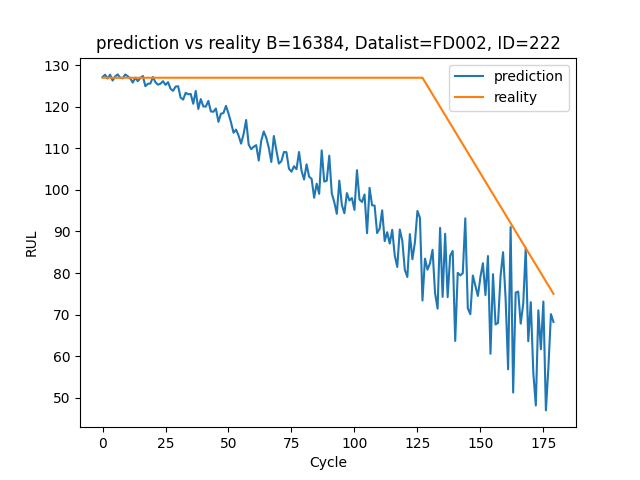 prediction vs reality B=16384, Datalist=FD002, ID=222
130
120
110
100
90
80
70
60
50
RUL
prediction
reality
0 25 50 75 100 125 150 175
Cycle